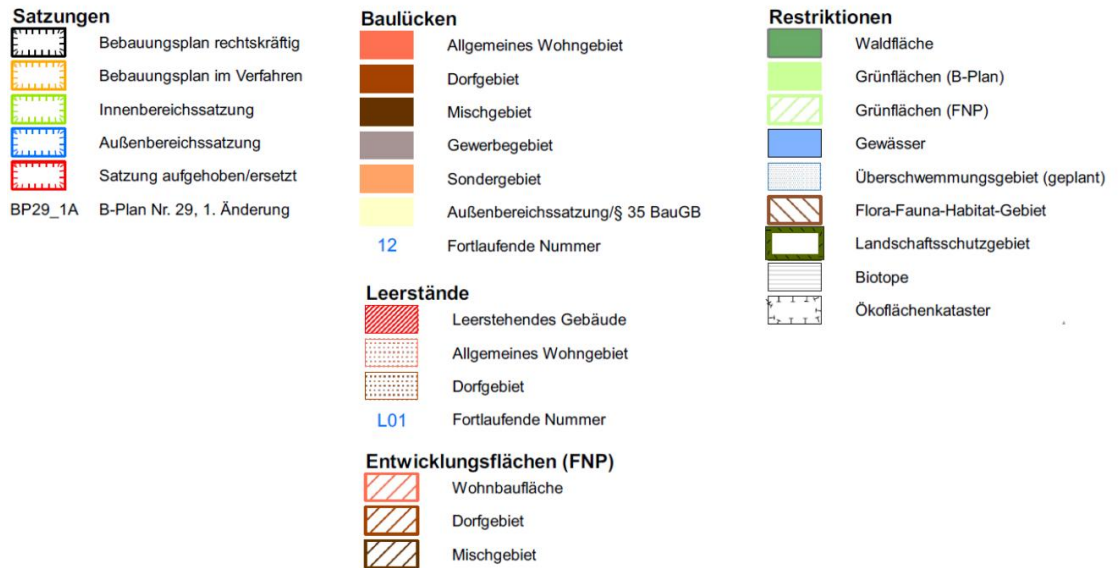 Satzungen
Bebauungsplan rechtskräftig
Bebauungsplan im Verfahren
Innenbereichssatzung
Außenbereichssatzung
Satzung aufgehoben/ersetzt
BP29_1A B-Plan Nr. 29, 1. Änderung
Baulücken
Allgemeines Wohngebiet
Dorfgebiet
Mischgebiet
Gewerbegebiet
Sondergebiet
Außenbereichssatzung/§ 35 BauGB
12 Fortlaufende Nummer
Leerstände
Leerstehendes Gebäude
Allgemeines Wohngebiet
Dorfgebiet
L01 Fortlaufende Nummer
Entwicklungsflächen (FNP)
Wohnbaufläche
Dorfgebiet
Mischgebiet
Restriktionen
Waldfläche
Grünflächen (B-Plan)
Grünflächen (FNP)
Gewässer
Überschwemmungsgebiet (geplant)
Flora-Fauna-Habitat-Gebiet
Landschaftsschutzgebiet
Biotope
Ökoflächenkataster